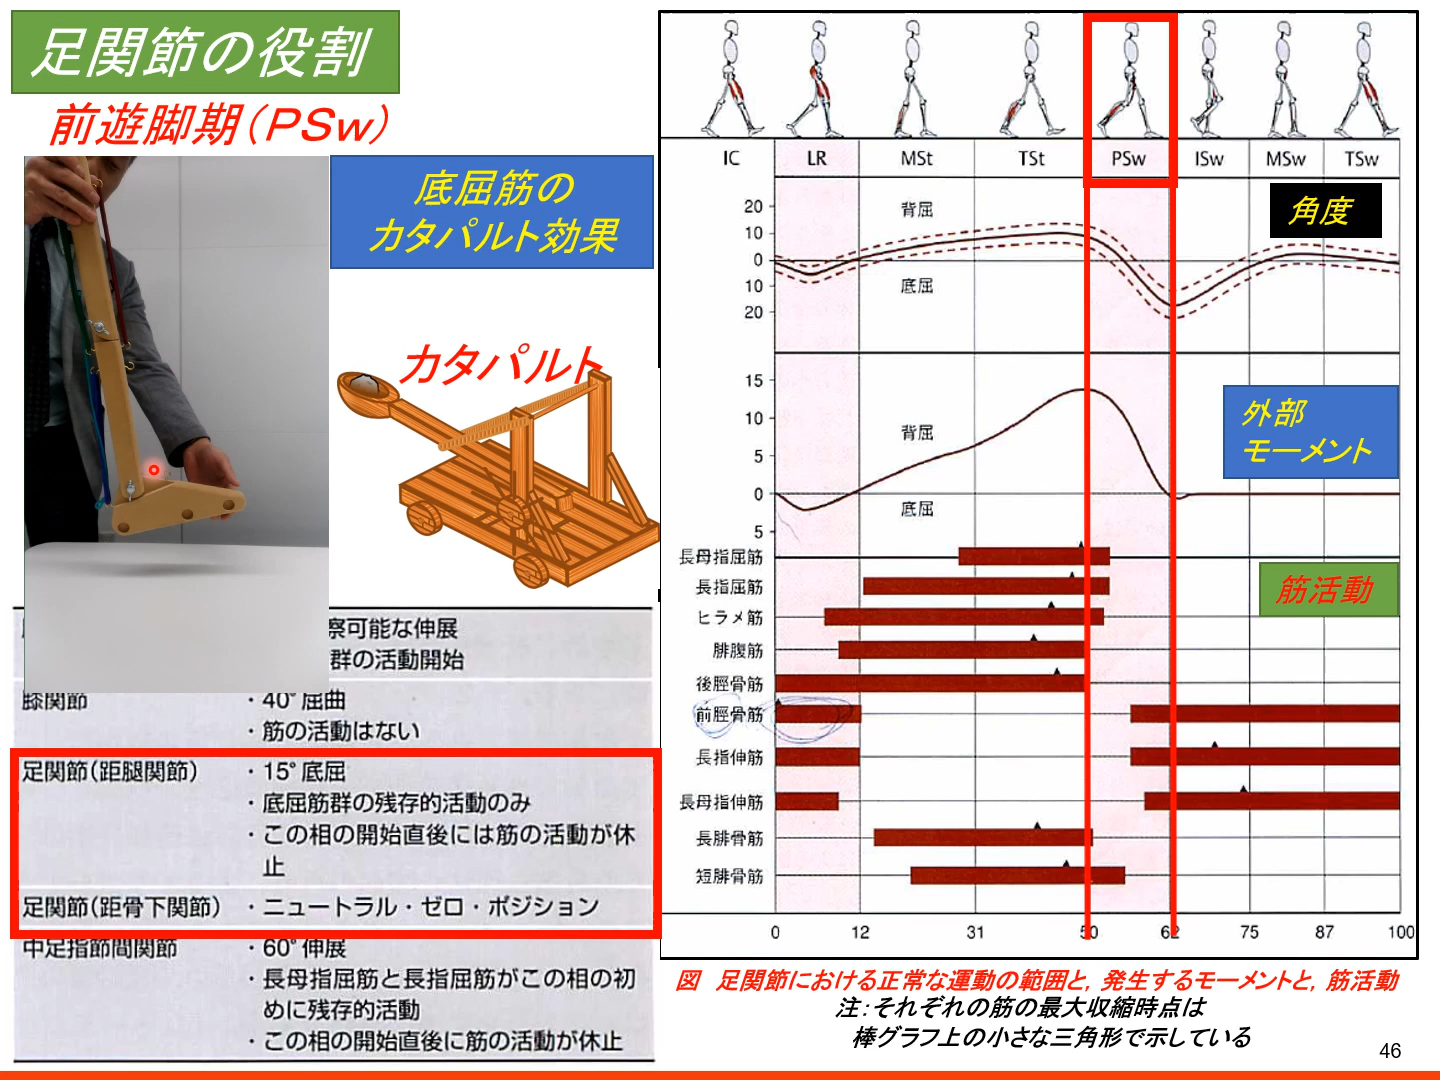 足関節の役割
前遊脚期(PSw)
底屈筋の
カタパルト効果
カタパルト
察可能な伸展
群の活動開始
膝関節
・40°屈曲
・筋の活動はない
足関節(距腿関節)
・15°底屈
・底屈筋群の残存的活動のみ
・この相の開始直後には筋の活動が休
止
足関節(距骨下関節)
・ニュートラル・ゼロ・ポジション
中足指節間関節
・60°伸展
・長母指屈筋と長指屈筋がこの相の初
めに残存的活動
・この相の開始直後に筋の活動が休止
IC LR MSt TSt PSw ISw MSw TSw
角度
20
10
0
10
20
背屈
底屈
外部
モーメント
15
10
5
0
5
背屈
底屈
筋活動
長母指屈筋
長指屈筋
ヒラメ筋
腓腹筋
後脛骨筋
前脛骨筋
長指伸筋
長母指伸筋
長腓骨筋
短腓骨筋
0 12 31 50 62 75 87 100
図 足関節における正常な運動の範囲と,発生するモーメントと,筋活動
注:それぞれの筋の最大収縮時点は
棒グラフ上の小さな三角形で示している
46